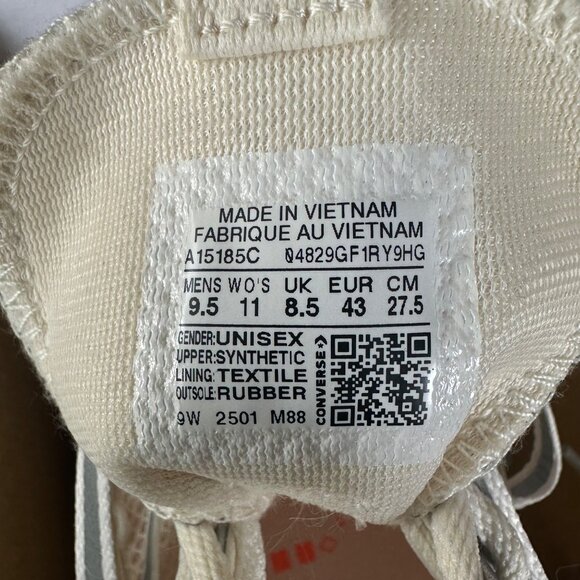 MADE IN VIETNAM
FABRIQUE AU VIETNAM
A15185C 04829GF1RY9HG
MENS WO'S UK EUR CM
9.5 11 8.5 43 27.5
GENDER:UNISEX
UPPER:SYNTHETIC
LINING:TEXTILE
OUTSOLE:RUBBER
9W 2501 M88
CONVERSE